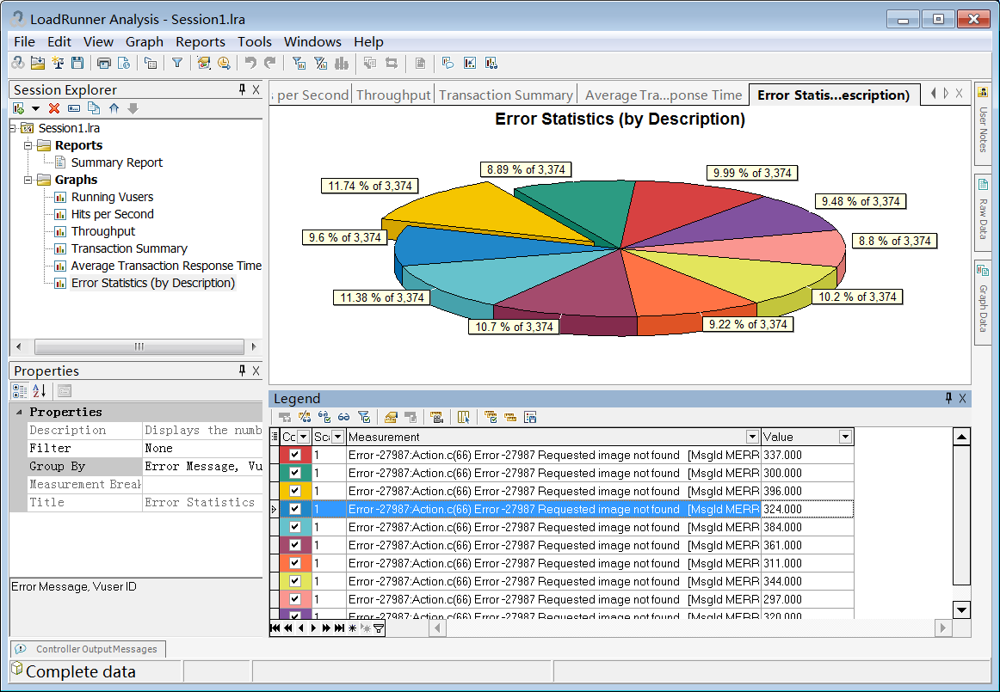 LoadRunner Analysis - Session1.lra
File Edit View Graph Reports Tools Windows Help
Session Explorer
Session1.lra
Reports
Summary Report
Graphs
Running Vusers
Hits per Second
Throughput
Transaction Summary
Average Transaction Response Time
Error Statistics (by Description)
Properties
Properties
Description Displays the numb
Filter None
Group By Error Message, Vu
Measurement Break
Title Error Statistics
Error Message, Vuser ID
s per Second Throughput Transaction Summary Average Tra...ponse Time Error Statis...escription)
Error Statistics (by Description)
8.89 % of 3,374
9.99 % of 3,374
11.74 % of 3,374
9.48 % of 3,374
9.6 % of 3,374
8.8 % of 3,374
11.38 % of 3,374
10.2 % of 3,374
10.7 % of 3,374
9.22 % of 3,374
Legend
Co Sc Measurement Value
1 Error -27987:Action.c(66) Error -27987 Requested image not found [MsgId MERR 337.000
1 Error -27987:Action.c(66) Error -27987 Requested image not found [MsgId MERR 300.000
1 Error -27987:Action.c(66) Error -27987 Requested image not found [MsgId MERR 396.000
1 Error -27987:Action.c(66) Error -27987 Requested image not found [MsgId MERR 324.000
1 Error -27987:Action.c(66) Error -27987 Requested image not found [MsgId MERR 384.000
1 Error -27987:Action.c(66) Error -27987 Requested image not found [MsgId MERR 361.000
1 Error -27987:Action.c(66) Error -27987 Requested image not found [MsgId MERR 311.000
1 Error -27987:Action.c(66) Error -27987 Requested image not found [MsgId MERR 344.000
1 Error -27987:Action.c(66) Error -27987 Requested image not found [MsgId MERR 297.000
1 Error -27987:Action.c(66) Error -27987 Requested image not found [MsgId MERR 320.000
User Notes
Raw Data
Graph Data
Controller Output Messages
Complete data